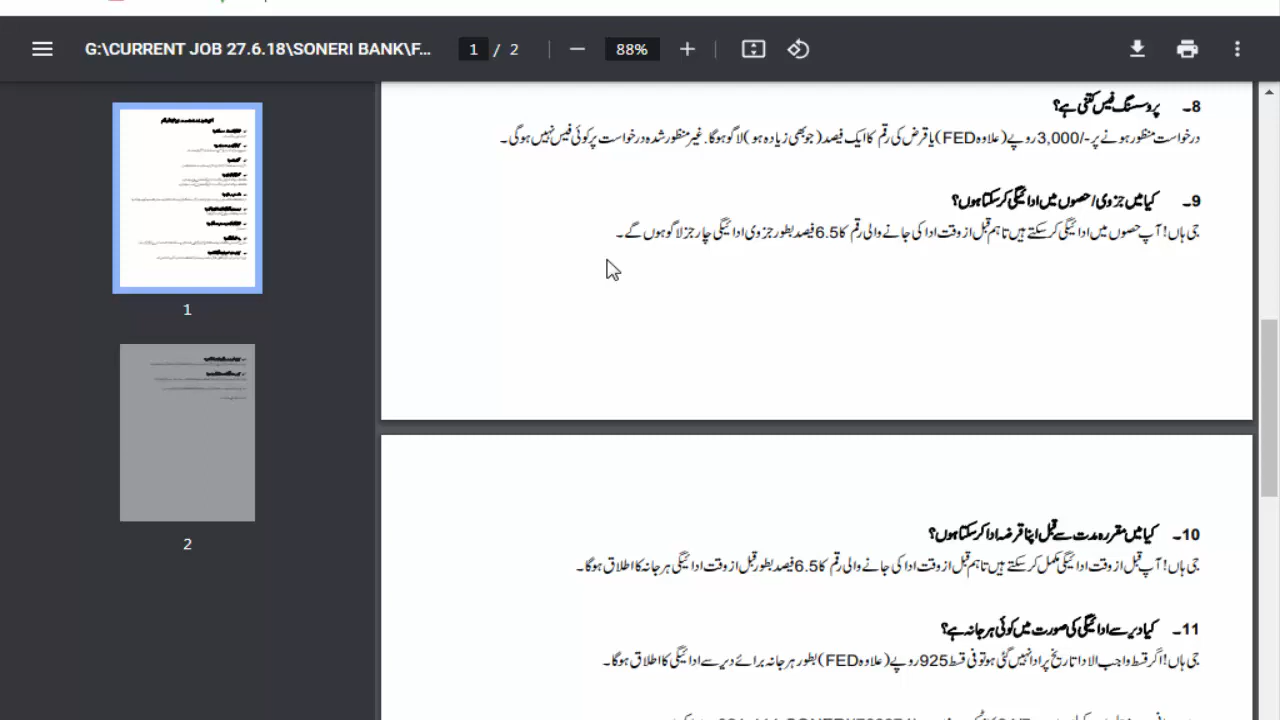 G:\CURRENT JOB 27.6.18\SONERI BANK\F... 1 / 2 88%
8۔ پروسسنگ فیس کتنی ہے؟
درخواست منظور ہونے پر -/3,000 روپے (علاوہ FED) یا قرض کی رقم کا ایک فیصد (جو بھی زیادہ ہو) لاگو ہوگا. غیر منظور شدہ درخواست پر کوئی فیس نہیں ہوگی۔
9۔ کیا میں جزوی / حصوں میں ادائیگی کر سکتا ہوں؟
جی ہاں! آپ حصوں میں ادائیگی کر سکتے ہیں تاہم قبل از وقت ادا کی جانے والی رقم کا 6.5 فیصد بطور جزوی ادائیگی چارجز لاگو ہوں گے۔
1
10۔ کیا میں مقررہ مدت سے قبل اپنا قرضہ ادا کر سکتا ہوں؟
جی ہاں! آپ قبل از وقت ادائیگی مکمل کر سکتے ہیں تاہم قبل از وقت ادا کی جانے والی رقم کا 6.5 فیصد بطور قبل از وقت ادائیگی ہرجانہ کا اطلاق ہوگا۔
2
11۔ کیا دیر سے ادائیگی کی صورت میں کوئی ہرجانہ ہے؟
جی ہاں! اگر قسط واجب الادا تاریخ پر ادا نہیں کی گئی ہو تو فی قسط 925 روپے (علاوہ FED) بطور ہرجانہ برائے دیر سے ادائیگی کا اطلاق ہوگا۔